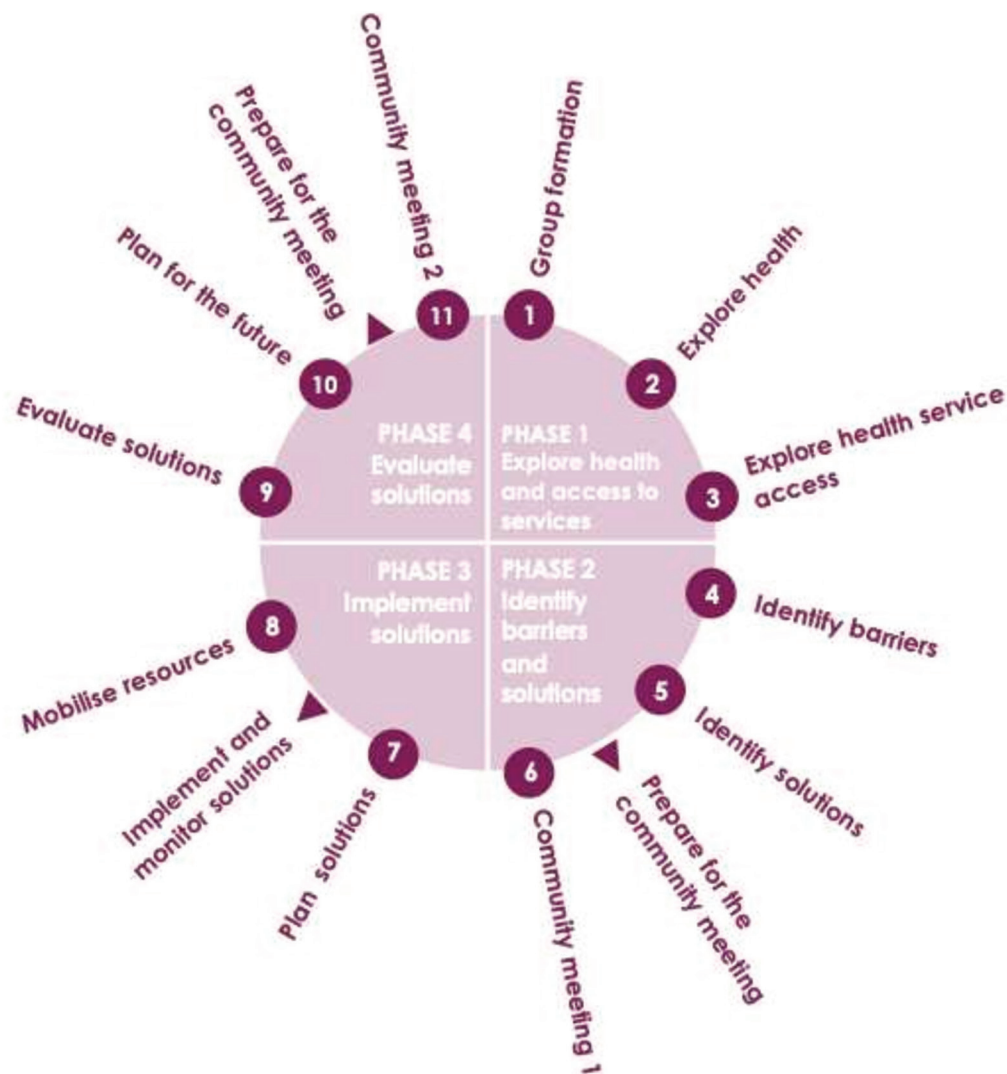 1
Group formation
2
Explore health
3
Explore health service
access
4
Identify barriers
5
Identify solutions
Prepare for the
community meeting
6
Community meeting 1
7
Plan  solutions
Implement and
monitor solutions
8
Mobilise resources
9
Evaluate solutions
10
Plan for the future
Prepare for the
community meeting
11
Community meeting 2
PHASE 1
Explore health
and access to
services
PHASE 2
Identify
barriers
and
solutions
PHASE 3
Implement
solutions
PHASE 4
Evaluate
solutions